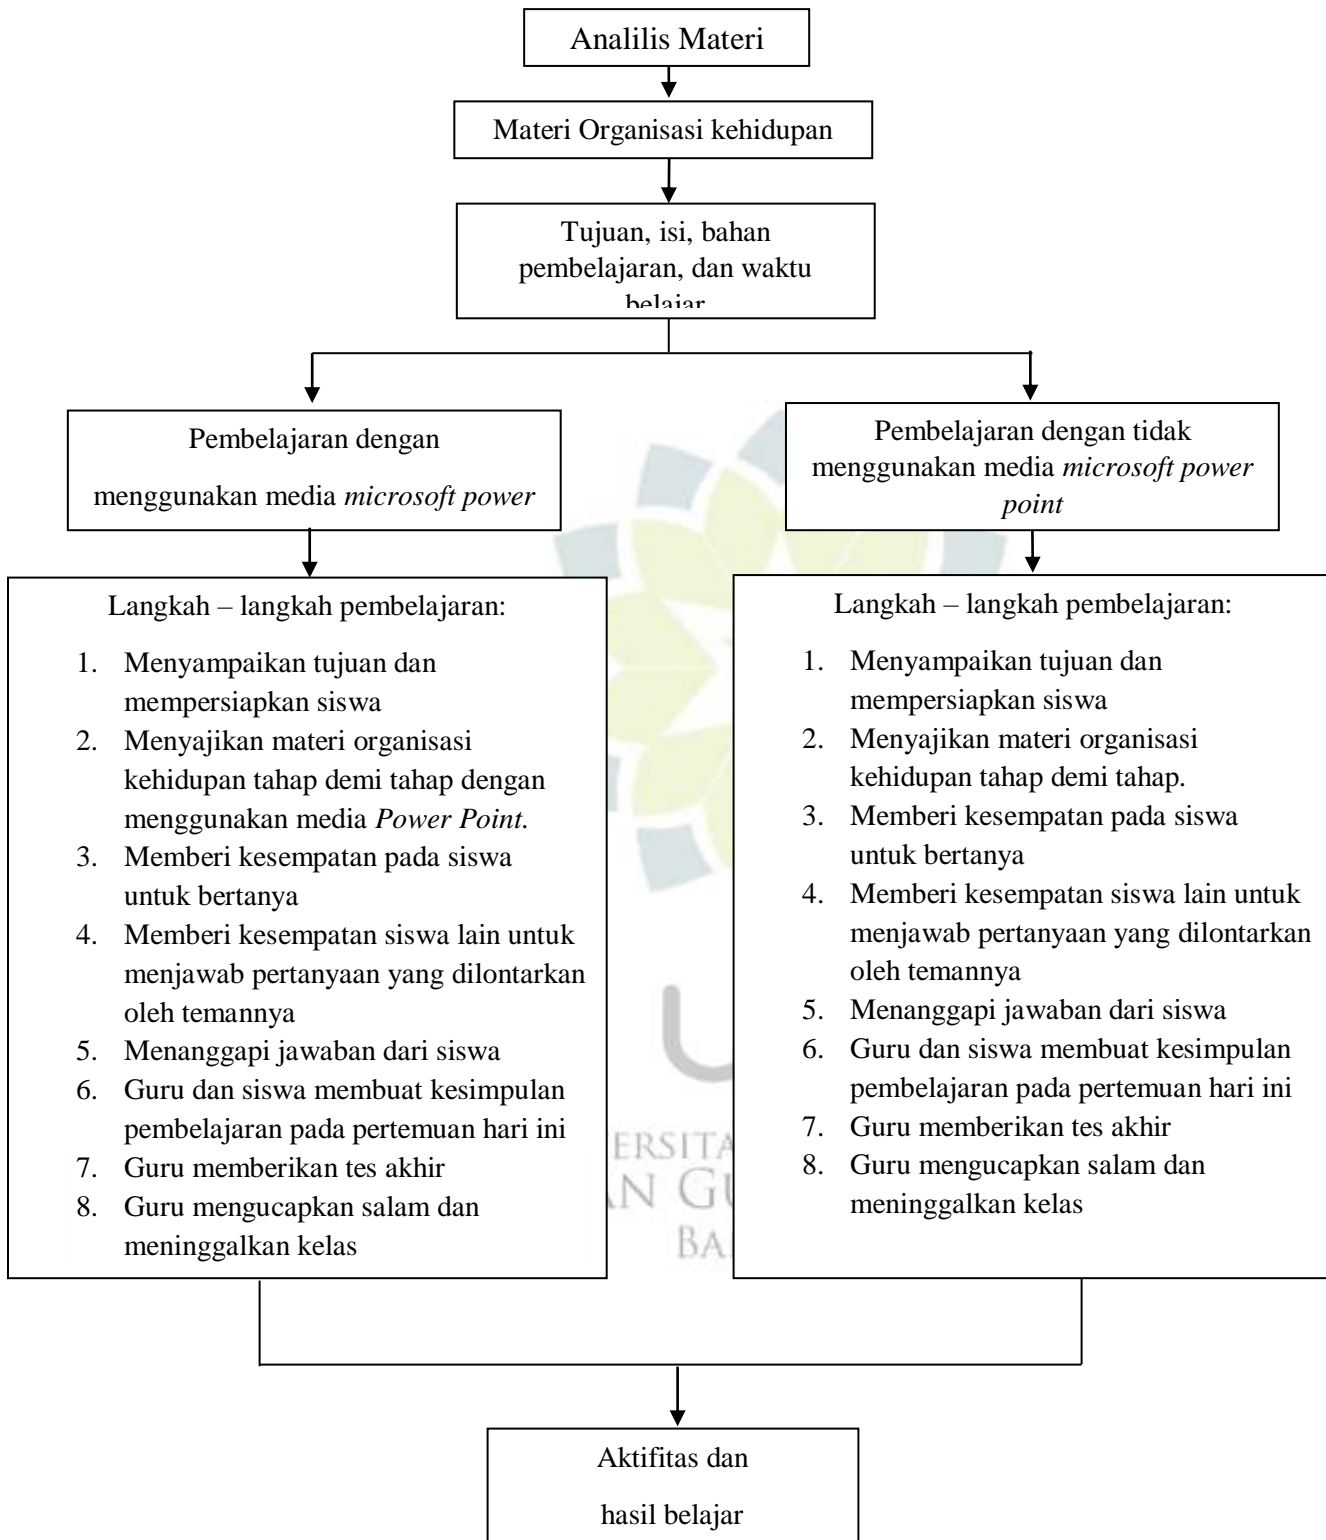 Analilis Materi
Materi Organisasi kehidupan
Tujuan, isi, bahan
pembelajaran, dan waktu
belajar
Pembelajaran dengan
menggunakan media microsoft power
Pembelajaran dengan tidak
menggunakan media microsoft power
point
Langkah – langkah pembelajaran:
1. Menyampaikan tujuan dan
mempersiapkan siswa
2. Menyajikan materi organisasi
kehidupan tahap demi tahap dengan
menggunakan media Power Point.
3. Memberi kesempatan pada siswa
untuk bertanya
4. Memberi kesempatan siswa lain untuk
menjawab pertanyaan yang dilontarkan
oleh temannya
5. Menanggapi jawaban dari siswa
6. Guru dan siswa membuat kesimpulan
pembelajaran pada pertemuan hari ini
7. Guru memberikan tes akhir
8. Guru mengucapkan salam dan
meninggalkan kelas
Langkah – langkah pembelajaran:
1. Menyampaikan tujuan dan
mempersiapkan siswa
2. Menyajikan materi organisasi
kehidupan tahap demi tahap.
3. Memberi kesempatan pada siswa
untuk bertanya
4. Memberi kesempatan siswa lain untuk
menjawab pertanyaan yang dilontarkan
oleh temannya
5. Menanggapi jawaban dari siswa
6. Guru dan siswa membuat kesimpulan
pembelajaran pada pertemuan hari ini
7. Guru memberikan tes akhir
8. Guru mengucapkan salam dan
meninggalkan kelas
Aktifitas dan
hasil belajar